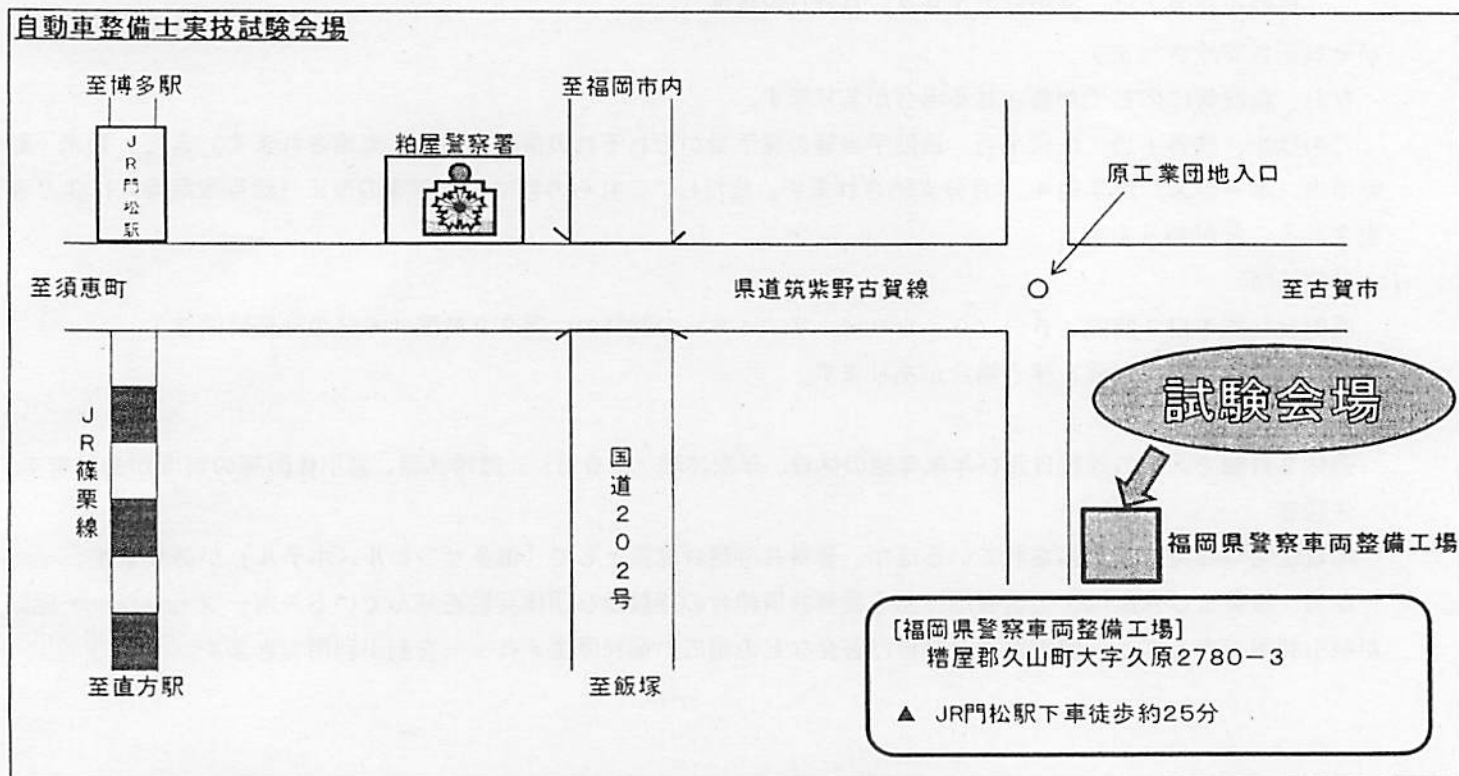 自動車整備士実技試験会場
至博多駅
至福岡市内
JR門松駅
粕屋警察署
原工業団地入口
至須恵町
県道筑紫野古賀線
至古賀市
試験会場
JR篠栗線
国道202号
福岡県警察車両整備工場
至直方駅
至飯塚
[福岡県警察車両整備工場]
糟屋郡久山町大字久原2780-3
▲ JR門松駅下車徒歩約25分